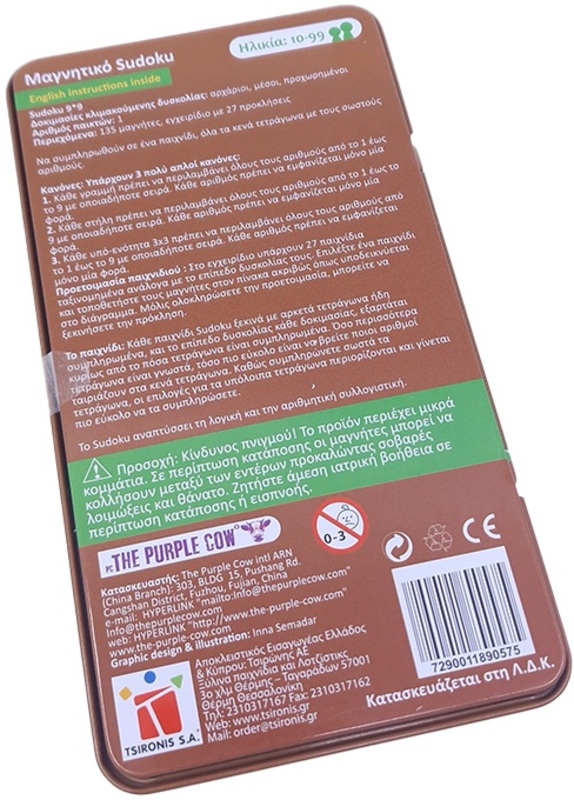 Μαγνητικό Sudoku
Ηλικία: 10-99
English instructions inside
Sudoku 9*9
Δοκιμασίες κλιμακούμενης δυσκολίας: αρχάριοι, μέσοι, προχωρημένοι
Αριθμός παικτών: 1
Περιεχόμενα: 135 μαγνήτες, εγχειρίδιο με 27 προκλήσεις
Να συμπληρωθούν σε ένα παιχνίδι, όλα τα κενά τετράγωνα με τους σωστούς
αριθμούς.
Κανόνες: Υπάρχουν 3 πολύ απλοί κανόνες:
1. Κάθε γραμμή πρέπει να περιλαμβάνει όλους τους αριθμούς από το 1 έως
το 9 με οποιαδήποτε σειρά. Κάθε αριθμός πρέπει να εμφανίζεται μόνο μία
φορά.
2. Κάθε στήλη πρέπει να περιλαμβάνει όλους τους αριθμούς από το 1 έως το
9 με οποιαδήποτε σειρά. Κάθε αριθμός πρέπει να εμφανίζεται μόνο μία
φορά.
3. Κάθε υπό-ενότητα 3x3 πρέπει να περιλαμβάνει όλους τους αριθμούς από
το 1 έως το 9 με οποιαδήποτε σειρά. Κάθε αριθμός πρέπει να εμφανίζεται
μόνο μία φορά.
Προετοιμασία παιχνιδιού : Στο εγχειρίδιο υπάρχουν 27 παιχνίδια
ταξινομημένα ανάλογα με το επίπεδο δυσκολίας τους. Επιλέξτε ένα παιχνίδι
και τοποθετήστε τους μαγνήτες στον πίνακα ακριβώς όπως υποδεικνύεται
στο διάγραμμα. Μόλις ολοκληρώσετε την προετοιμασία, μπορείτε να
ξεκινήσετε την πρόκληση.
Το παιχνίδι: Κάθε παιχνίδι Sudoku ξεκινά με αρκετά τετράγωνα ήδη
συμπληρωμένα, και το επίπεδο δυσκολίας κάθε δοκιμασίας, εξαρτάται
κυρίως από το πόσα τετράγωνα είναι συμπληρωμένα. Όσο περισσότερα
τετράγωνα είναι γνωστά, τόσο πιο εύκολο είναι να βρείτε ποιοι αριθμοί
ταιριάζουν στα κενά τετράγωνα. Καθώς συμπληρώνετε σωστά τα
τετράγωνα, οι επιλογές για τα υπόλοιπα τετράγωνα περιορίζονται και γίνεται
πιο εύκολο να τα συμπληρώσετε.
Το Sudoku αναπτύσσει τη λογική και την αριθμητική συλλογιστική.
Προσοχή: Κίνδυνος πνιγμού! Το προϊόν περιέχει μικρά
κομμάτια. Σε περίπτωση κατάποσης οι μαγνήτες μπορεί να
κολλήσουν μεταξύ των εντέρων προκαλώντας σοβαρές
λοιμώξεις και θάνατο. Ζητήστε άμεση ιατρική βοήθεια σε
περίπτωση κατάποσης ή εισπνοής.
THE PURPLE COW
0-3
CE
Κατασκευαστής: The Purple Cow intl ARN
(China Branch): 303, BLDG 15, Pushang Rd.
Cangshan District, Fuzhou, Fujian, China
e-mail: HYPERLINK "mailto:Info@thepurplecow.com"
Info@thepurplecow.com
web: HYPERLINK "http://www.the-purple-cow.com"
www.the-purple-cow.com
Graphic design & illustration: Inna Semadar
TSIRONIS S.A.
Αποκλειστικός Εισαγωγέας Ελλάδος
& Κύπρου: Τσιρώνης ΑΕ
Ξύλινα παιχνίδια και Λοτζίστικς
3ο χλμ Θέρμης – Ταγαράδων 57001
Θέρμη Θεσσαλονίκη
Τηλ: 2310317167 Fax: 2310317162
Web: www.tsironis.gr
Mail: order@tsironis.gr
7290011890575
Κατασκευάζεται στη Λ.Δ.Κ.